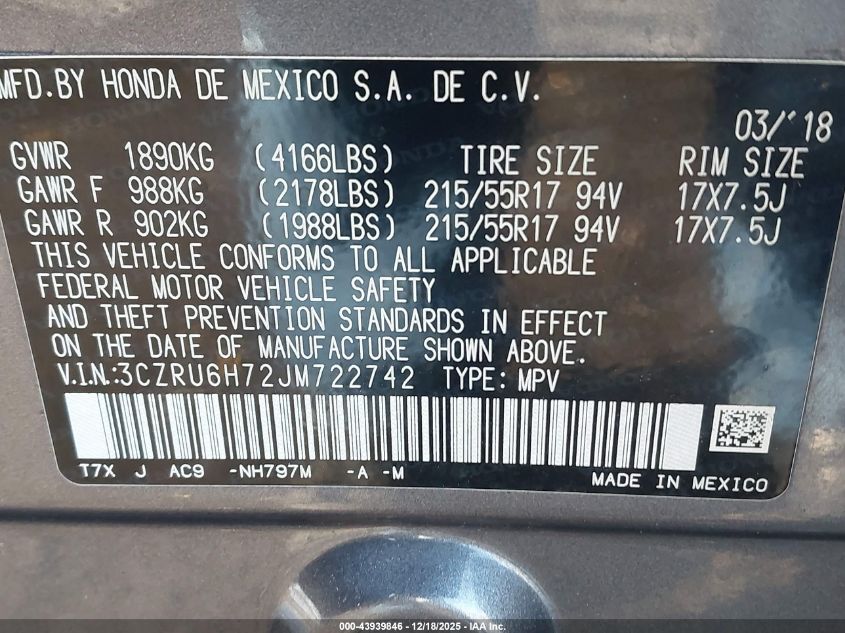 MFD.BY HONDA DE MEXICO S.A. DE C.V.
03/'18
GVWR 1890KG (4166LBS) TIRE SIZE RIM SIZE
GAWR F 988KG (2178LBS) 215/55R17 94V 17X7.5J
GAWR R 902KG (1988LBS) 215/55R17 94V 17X7.5J
THIS VEHICLE CONFORMS TO ALL APPLICABLE
FEDERAL MOTOR VEHICLE SAFETY
AND THEFT PREVENTION STANDARDS IN EFFECT
ON THE DATE OF MANUFACTURE SHOWN ABOVE.
V.I.N.:3CZRU6H72JM722742 TYPE: MPV
T7X J AC9 -NH797M -A -M
MADE IN MEXICO
000-43939846 - 12/18/2025 - IAA Inc.